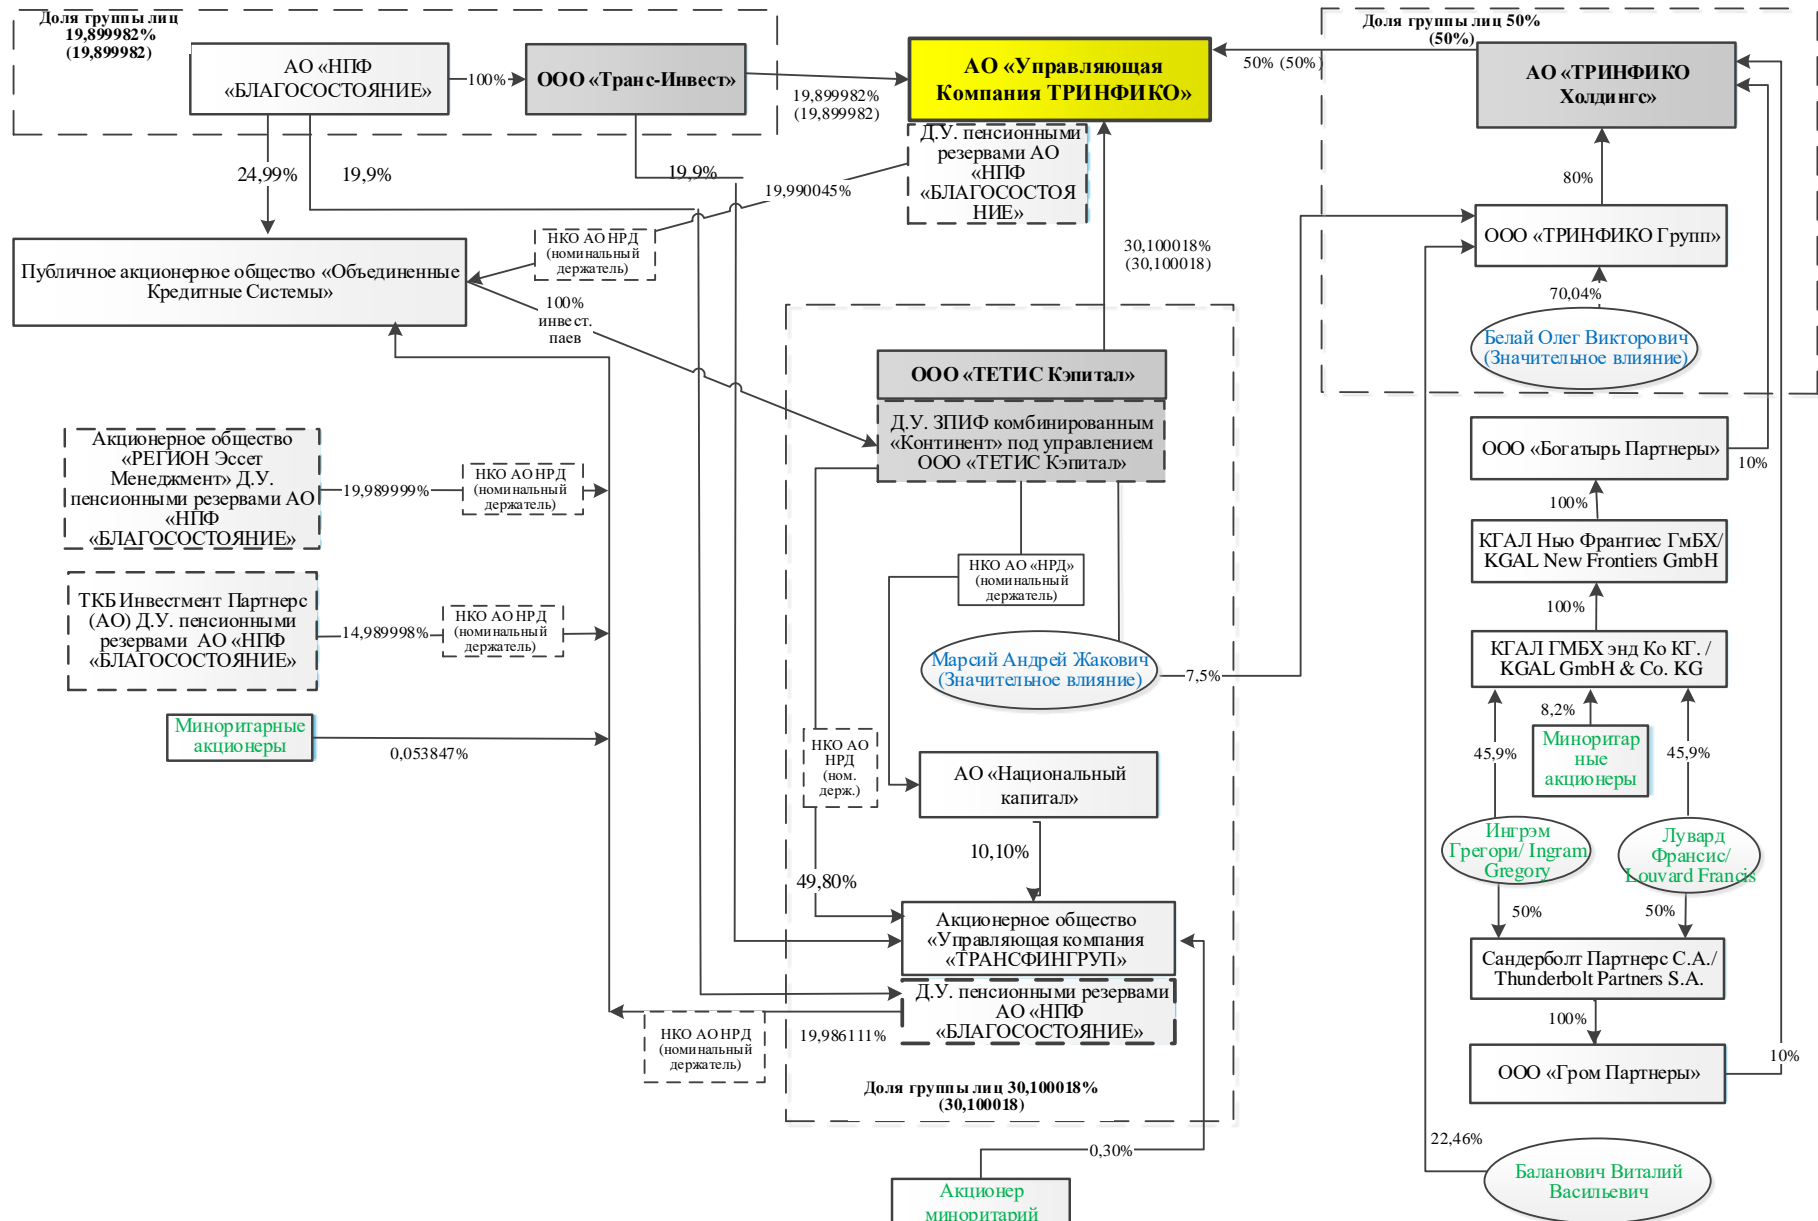 Доля группы лиц
19,899982%
(19,899982)
АО «НПФ
«БЛАГОСОСТОЯНИЕ»
100%
ООО «Транс-Инвест»
19,899982%
(19,899982)
АО «Управляющая
Компания ТРИНФИКО»
50% (50%)
Доля группы лиц 50%
(50%)
АО «ТРИНФИКО
Холдингс»
Д.У. пенсионными
резервами АО
«НПФ
«БЛАГОСОСТОЯ
НИЕ»
24,99%
19,9%
19,9%
19,990045%
80%
НКО АО НРД
(номинальный
держатель)
ООО «ТРИНФИКО Групп»
30,100018%
(30,100018)
Публичное акционерное общество «Объединенные
Кредитные Системы»
100%
инвест.
паев
70,04%
Белай Олег Викторович
(Значительное влияние)
ООО «ТЕТИС Кэпитал»
Д.У. ЗПИФ комбинированным
«Континент» под управлением
ООО «ТЕТИС Кэпитал»
Акционерное общество
«РЕГИОН Эссет
Менеджмент» Д.У.
пенсионными резервами АО
«НПФ
«БЛАГОСОСТОЯНИЕ»
19,989999%
НКО АО НРД
(номинальный
держатель)
ООО «Богатырь Партнеры»
10%
100%
КГАЛ Нью Франтиес ГмБХ/
KGAL New Frontiers GmbH
НКО АО «НРД»
(номинальный
держатель)
100%
ТКБ Инвестмент Партнерс
(АО) Д.У. пенсионными
резервами АО «НПФ
«БЛАГОСОСТОЯНИЕ»
14,989998%
НКО АО НРД
(номинальный
держатель)
КГАЛ ГМБХ энд Ко КГ. /
KGAL GmbH & Co. KG
Марсий Андрей Жакович
(Значительное влияние)
7,5%
Миноритарные
акционеры
0,053847%
НКО АО
НРД
(ном.
держ.)
8,2%
45,9%
45,9%
Миноритар
ные
акционеры
АО «Национальный
капитал»
Ингрэм
Грегори/ Ingram
Gregory
Лувард
Франсис/
Louvard Francis
10,10%
49,80%
50%
50%
Акционерное общество
«Управляющая компания
«ТРАНСФИНГРУП»
Сандерболт Партнерс С.А./
Thunderbolt Partners S.A.
Д.У. пенсионными резервами
АО «НПФ
«БЛАГОСОСТОЯНИЕ»
19,986111%
НКО АО НРД
(номинальный
держатель)
100%
ООО «Гром Партнеры»
10%
Доля группы лиц 30,100018%
(30,100018)
0,30%
22,46%
Баланович Виталий
Васильевич
Акционер
миноритарий